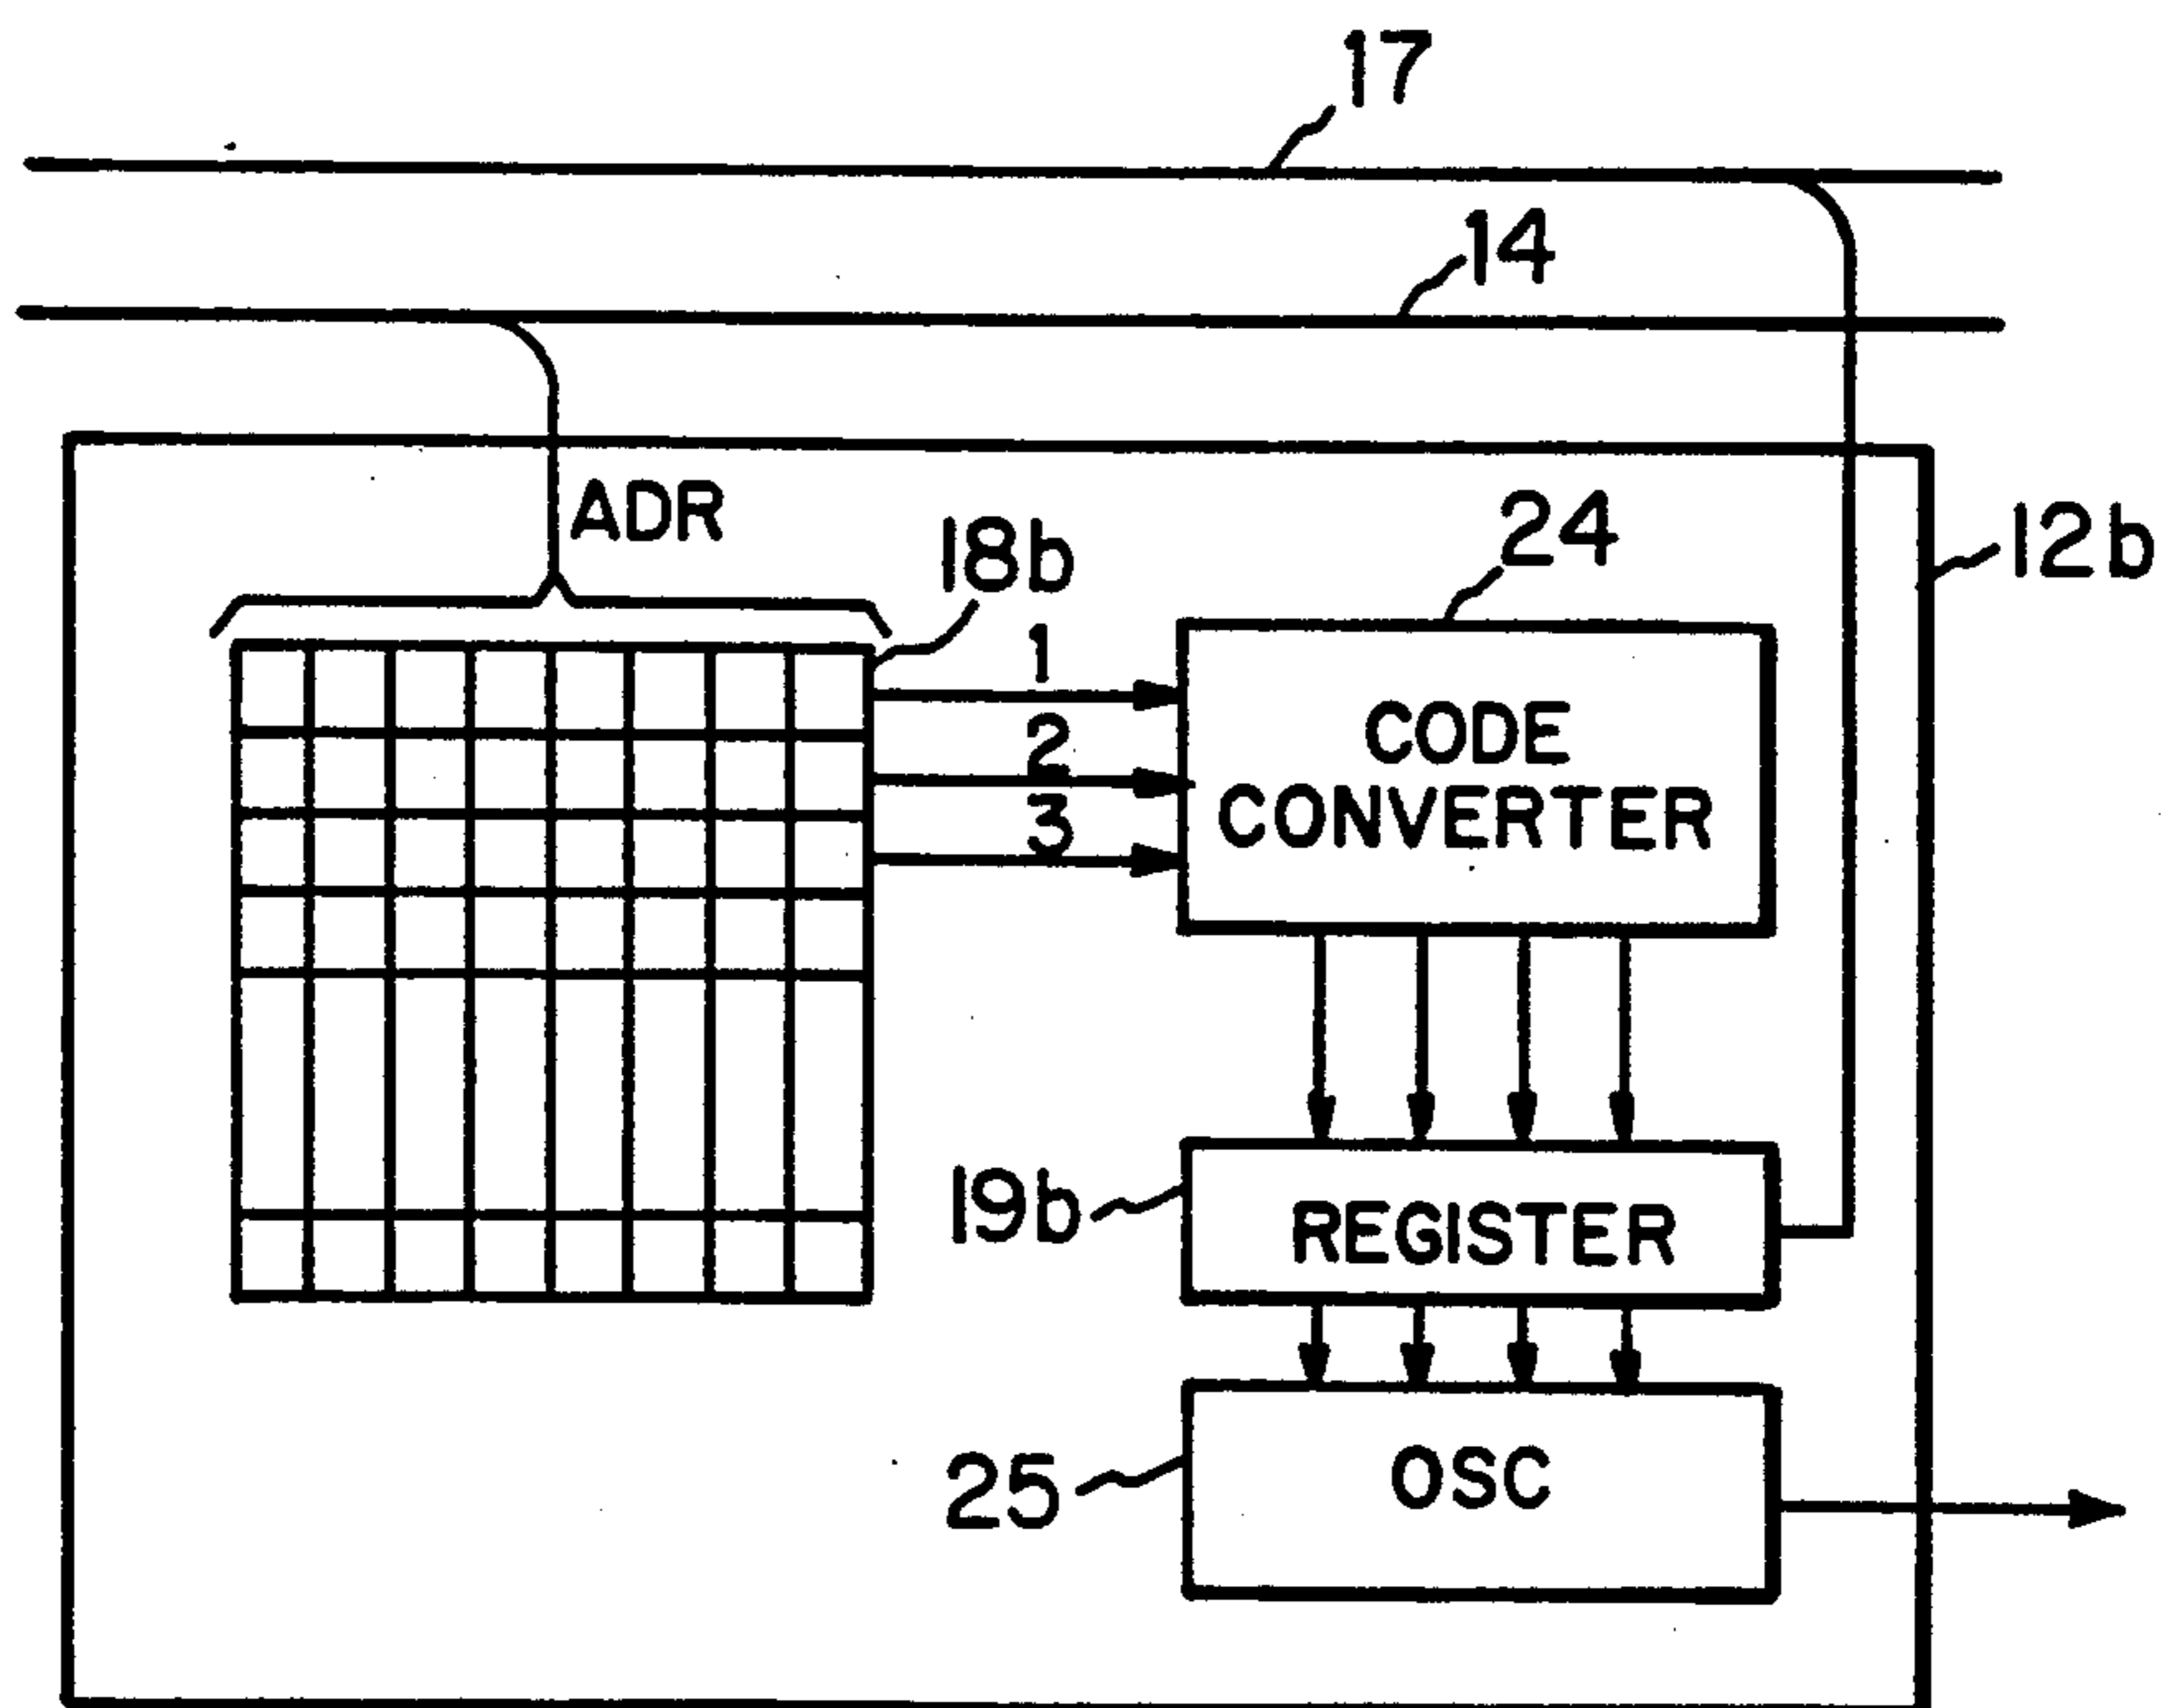 17
14
ADR
18b
24
12b
1
2
3
CODE
CONVERTER
19b
REGISTER
25
OSC